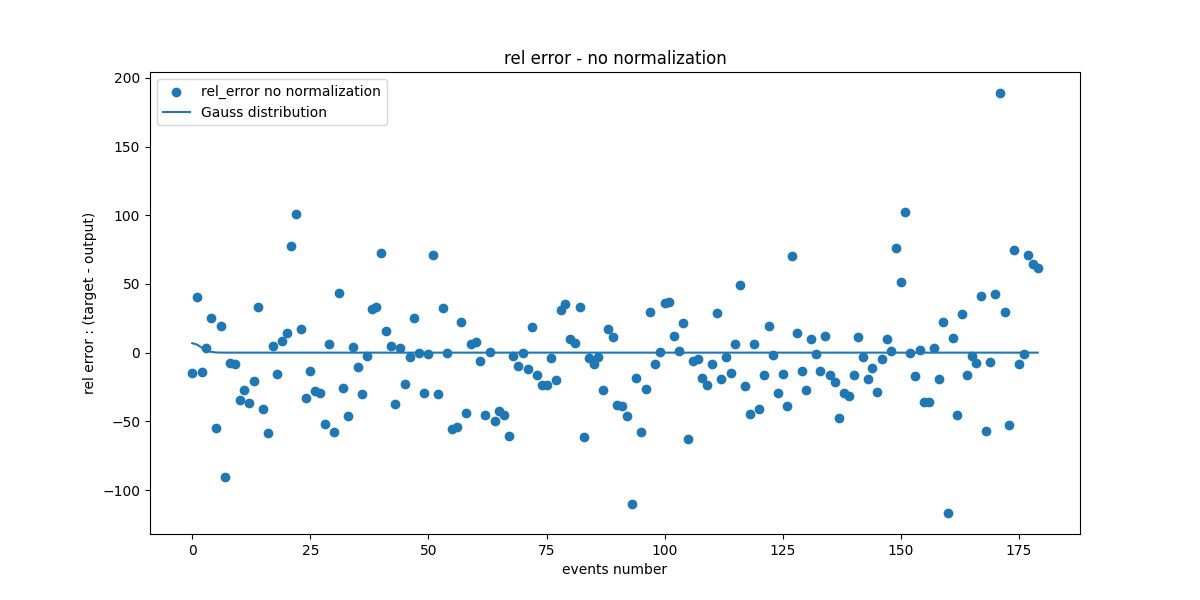 rel error - no normalization
rel_error no normalization
Gauss distribution
rel error : (target - output)
200
150
100
50
0
−50
−100
0 25 50 75 100 125 150 175
events number